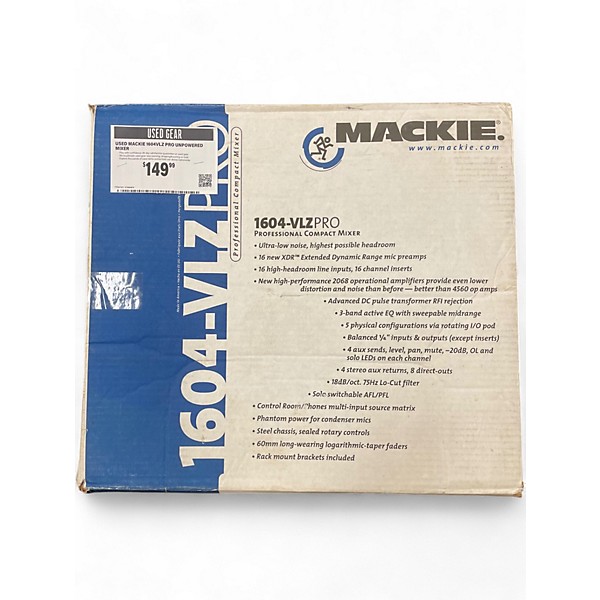 USED GEAR
USED MACKIE 1604VLZ PRO UNPOWERED
MIXER
$149.99
1604-VLZPRO
Professional Compact Mixer
MACKIE.
www.mackie.com
1604-VLZPRO
PROFESSIONAL COMPACT MIXER
• Ultra-low noise, highest possible headroom
• 16 new XDR™ Extended Dynamic Range mic preamps
• 16 high-headroom line inputs, 16 channel inserts
• New high-performance 2068 operational amplifiers provide even lower
distortion and noise than before — better than 4560 op amps
• Advanced DC pulse transformer RFI rejection
• 3-band active EQ with sweepable midrange
• 5 physical configurations via rotating I/O pod
• Balanced ¼" inputs & outputs (except inserts)
• 4 aux sends, level, pan, mute, –20dB, OL and
solo LEDs on each channel
• 4 stereo aux returns, 8 direct-outs
• 18dB/oct. 75Hz Lo-Cut filter
• Solo switchable AFL/PFL
• Control Room/Phones multi-input source matrix
• Phantom power for condenser mics
• Steel chassis, sealed rotary controls
• 60mm long-wearing logarithmic-taper faders
• Rack mount brackets included